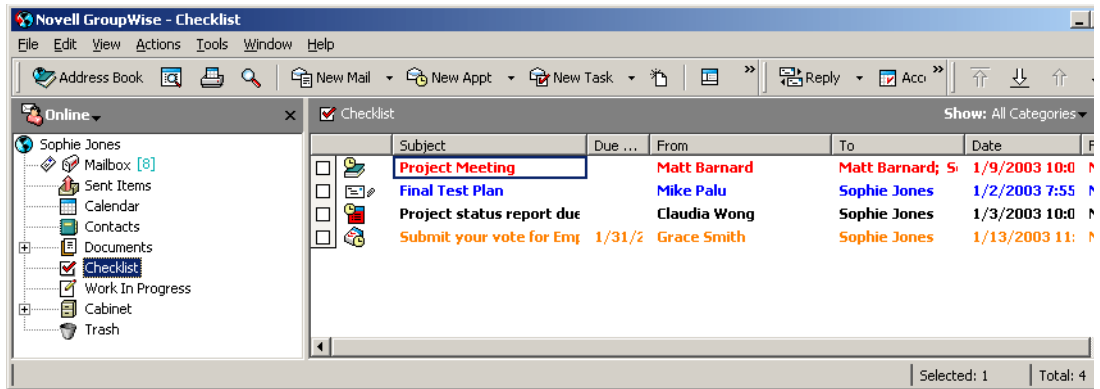 Novell GroupWise - Checklist
File Edit View Actions Tools Window Help
Address Book New Mail New Appt New Task » Reply Acc »
Online × Checklist Show: All Categories
Subject Due ... From To Date
Sophie Jones
Mailbox [8]
Sent Items
Calendar
Contacts
Documents
Checklist
Work In Progress
Cabinet
Trash
Project Meeting Matt Barnard Matt Barnard; S 1/9/2003 10:0
Final Test Plan Mike Palu Sophie Jones 1/2/2003 7:55
Project status report due Claudia Wong Sophie Jones 1/3/2003 10:0
Submit your vote for Emp 1/31/2 Grace Smith Sophie Jones 1/13/2003 11:
Selected: 1 Total: 4